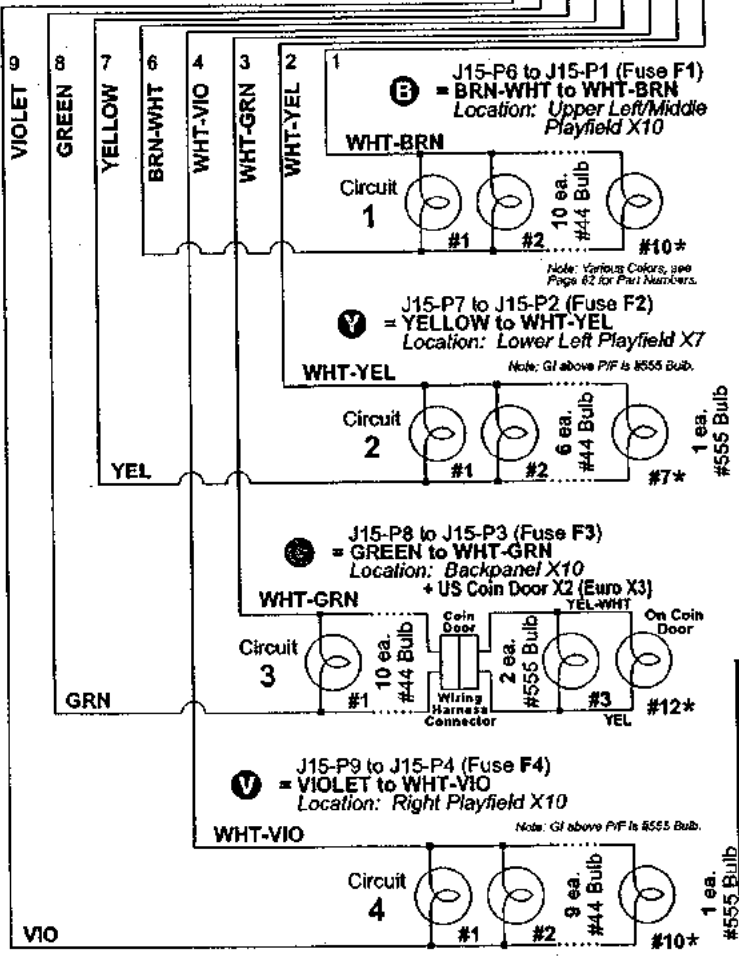 9 8 7 6 4 3 2 1
VIOLET
GREEN
YELLOW
BRN-WHT
WHT-VIO
WHT-GRN
WHT-YEL
B
J15-P6 to J15-P1 (Fuse F1)
= BRN-WHT to WHT-BRN
Location: Upper Left/Middle
Playfield X10
WHT-BRN
Circuit
1
10 ea.
#44 Bulb
#1 #2 #10*
Note: Various Colors, see
Page 62 for Part Numbers.
Y
J15-P7 to J15-P2 (Fuse F2)
= YELLOW to WHT-YEL
Location: Lower Left Playfield X7
Note: GI above P/F is #555 Bulb.
WHT-YEL
Circuit
2
6 ea.
#44 Bulb
1 ea.
#555 Bulb
YEL
#1 #2 #7*
G
J15-P8 to J15-P3 (Fuse F3)
= GREEN to WHT-GRN
Location: Backpanel X10
+ US Coin Door X2 (Euro X3)
WHT-GRN
YEL-WHT
Coin
Door
On Coin
Door
Circuit
3
10 ea.
#44 Bulb
2 ea.
#555 Bulb
GRN
#1
Wiring
Harness
Connector
#3
YEL
#12*
V
J15-P9 to J15-P4 (Fuse F4)
= VIOLET to WHT-VIO
Location: Right Playfield X10
Note: GI above P/F is #555 Bulb.
WHT-VIO
Circuit
4
9 ea.
#44 Bulb
1 ea.
#555 Bulb
VIO
#1 #2 #10*